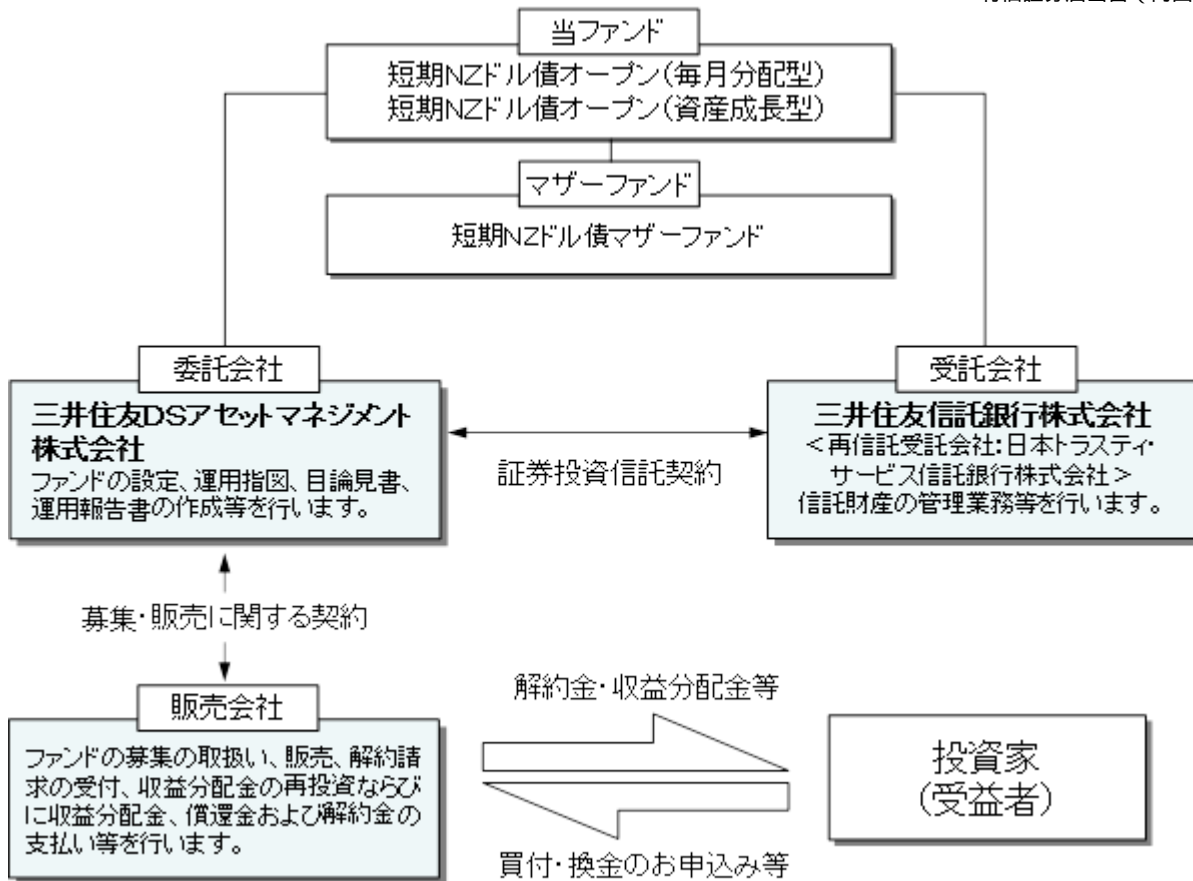 当ファンド
短期NZドル債オープン(毎月分配型)
短期NZドル債オープン(資産成長型)
マザーファンド
短期NZドル債マザーファンド
委託会社
三井住友DSアセットマネジメント
株式会社
ファンドの設定、運用指図、目論見書、
運用報告書の作成等を行います。
証券投資信託契約
受託会社
三井住友信託銀行株式会社
<再信託受託会社:日本トラスティ・
サービス信託銀行株式会社>
信託財産の管理業務等を行います。
募集・販売に関する契約
販売会社
ファンドの募集の取扱い、販売、解約請
求の受付、収益分配金の再投資ならび
に収益分配金、償還金および解約金の
支払い等を行います。
解約金・収益分配金等
買付・換金のお申込み等
投資家
(受益者)